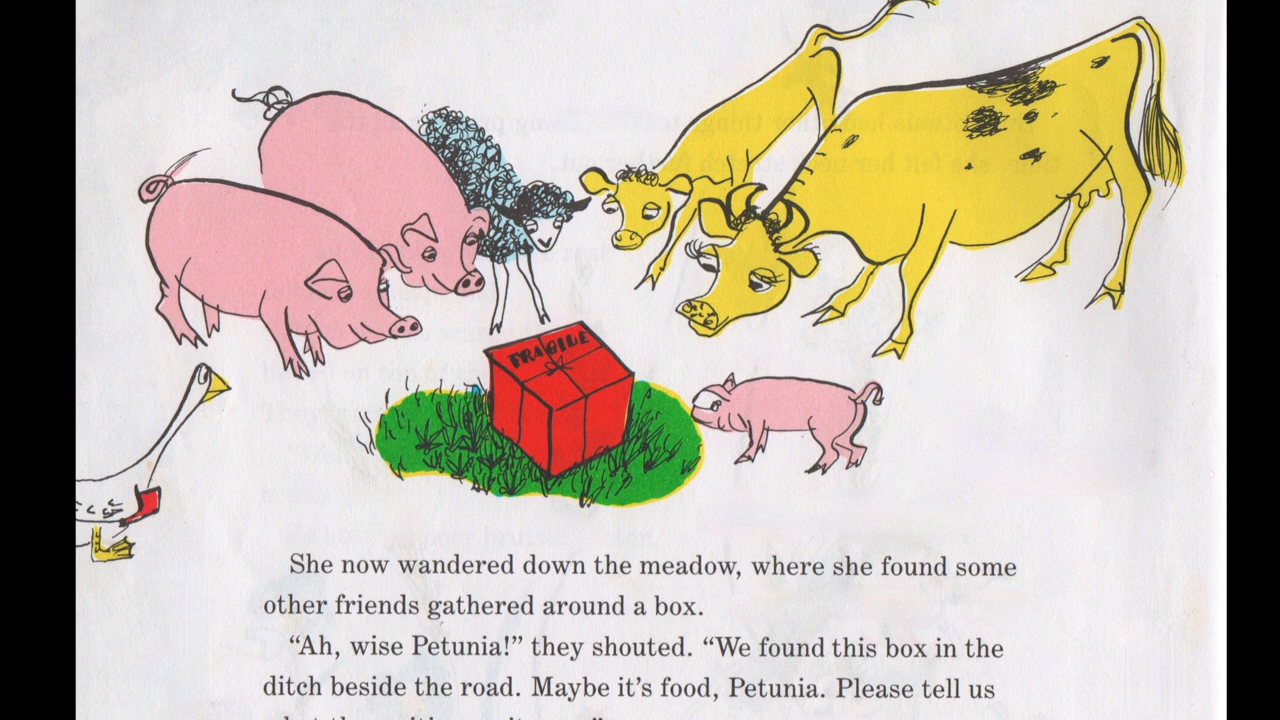 FRAGILE
She now wandered down the meadow, where she found some
other friends gathered around a box.
“Ah, wise Petunia!” they shouted. “We found this box in the
ditch beside the road. Maybe it’s food, Petunia. Please tell us